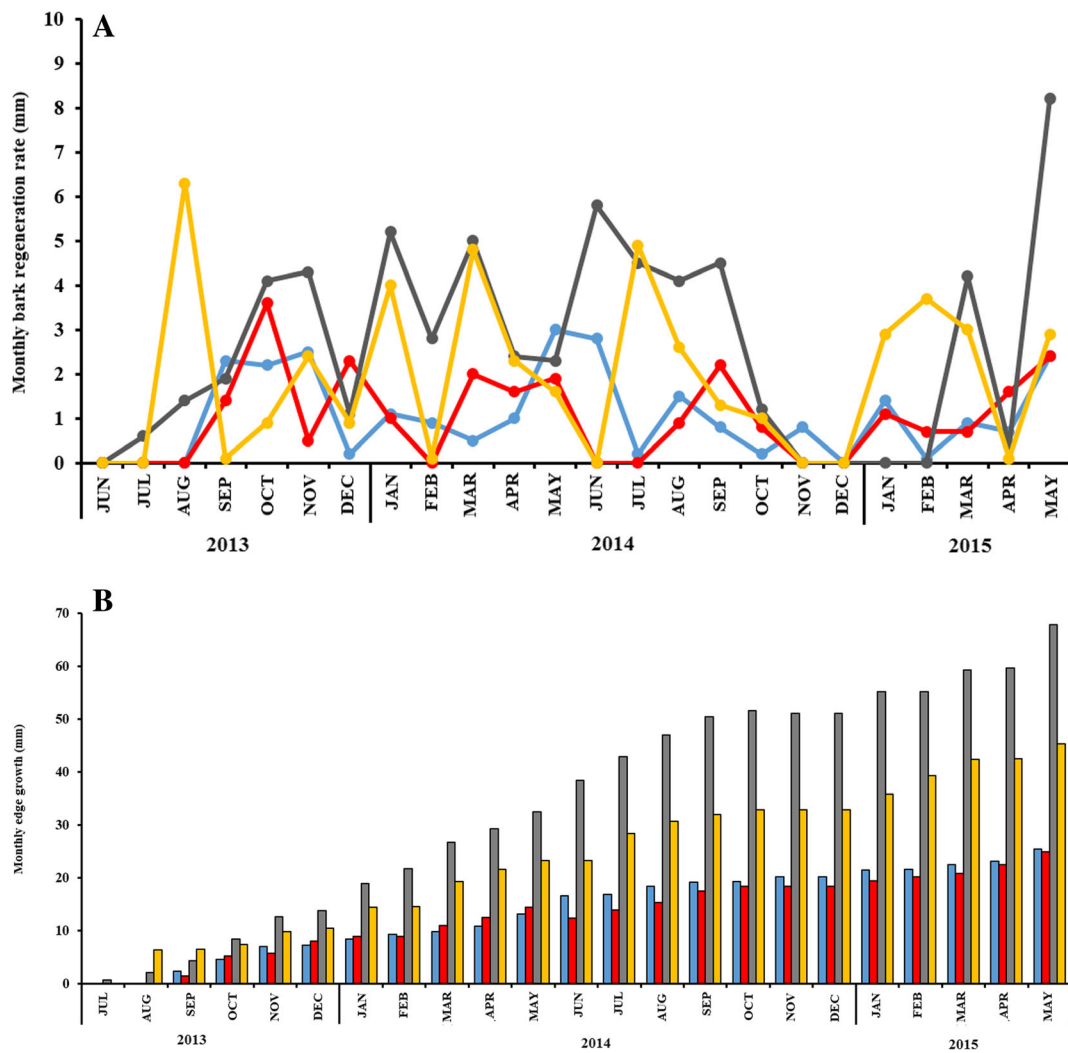 A
Monthly bark regeneration rate (mm)
10
9
8
7
6
5
4
3
2
1
0
JUN JUL AUG SEP OCT NOV DEC JAN FEB MAR APR MAY JUN JUL AUG SEP OCT NOV DEC JAN FEB MAR APR MAY
2013 2014 2015
B
Monthly edge growth (mm)
70
60
50
40
30
20
10
0
JUL AUG SEP OCT NOV DEC JAN FEB MAR APR MAY JUN JUL AUG SEP OCT NOV DEC JAN FEB MAR APR MAY
2013 2014 2015